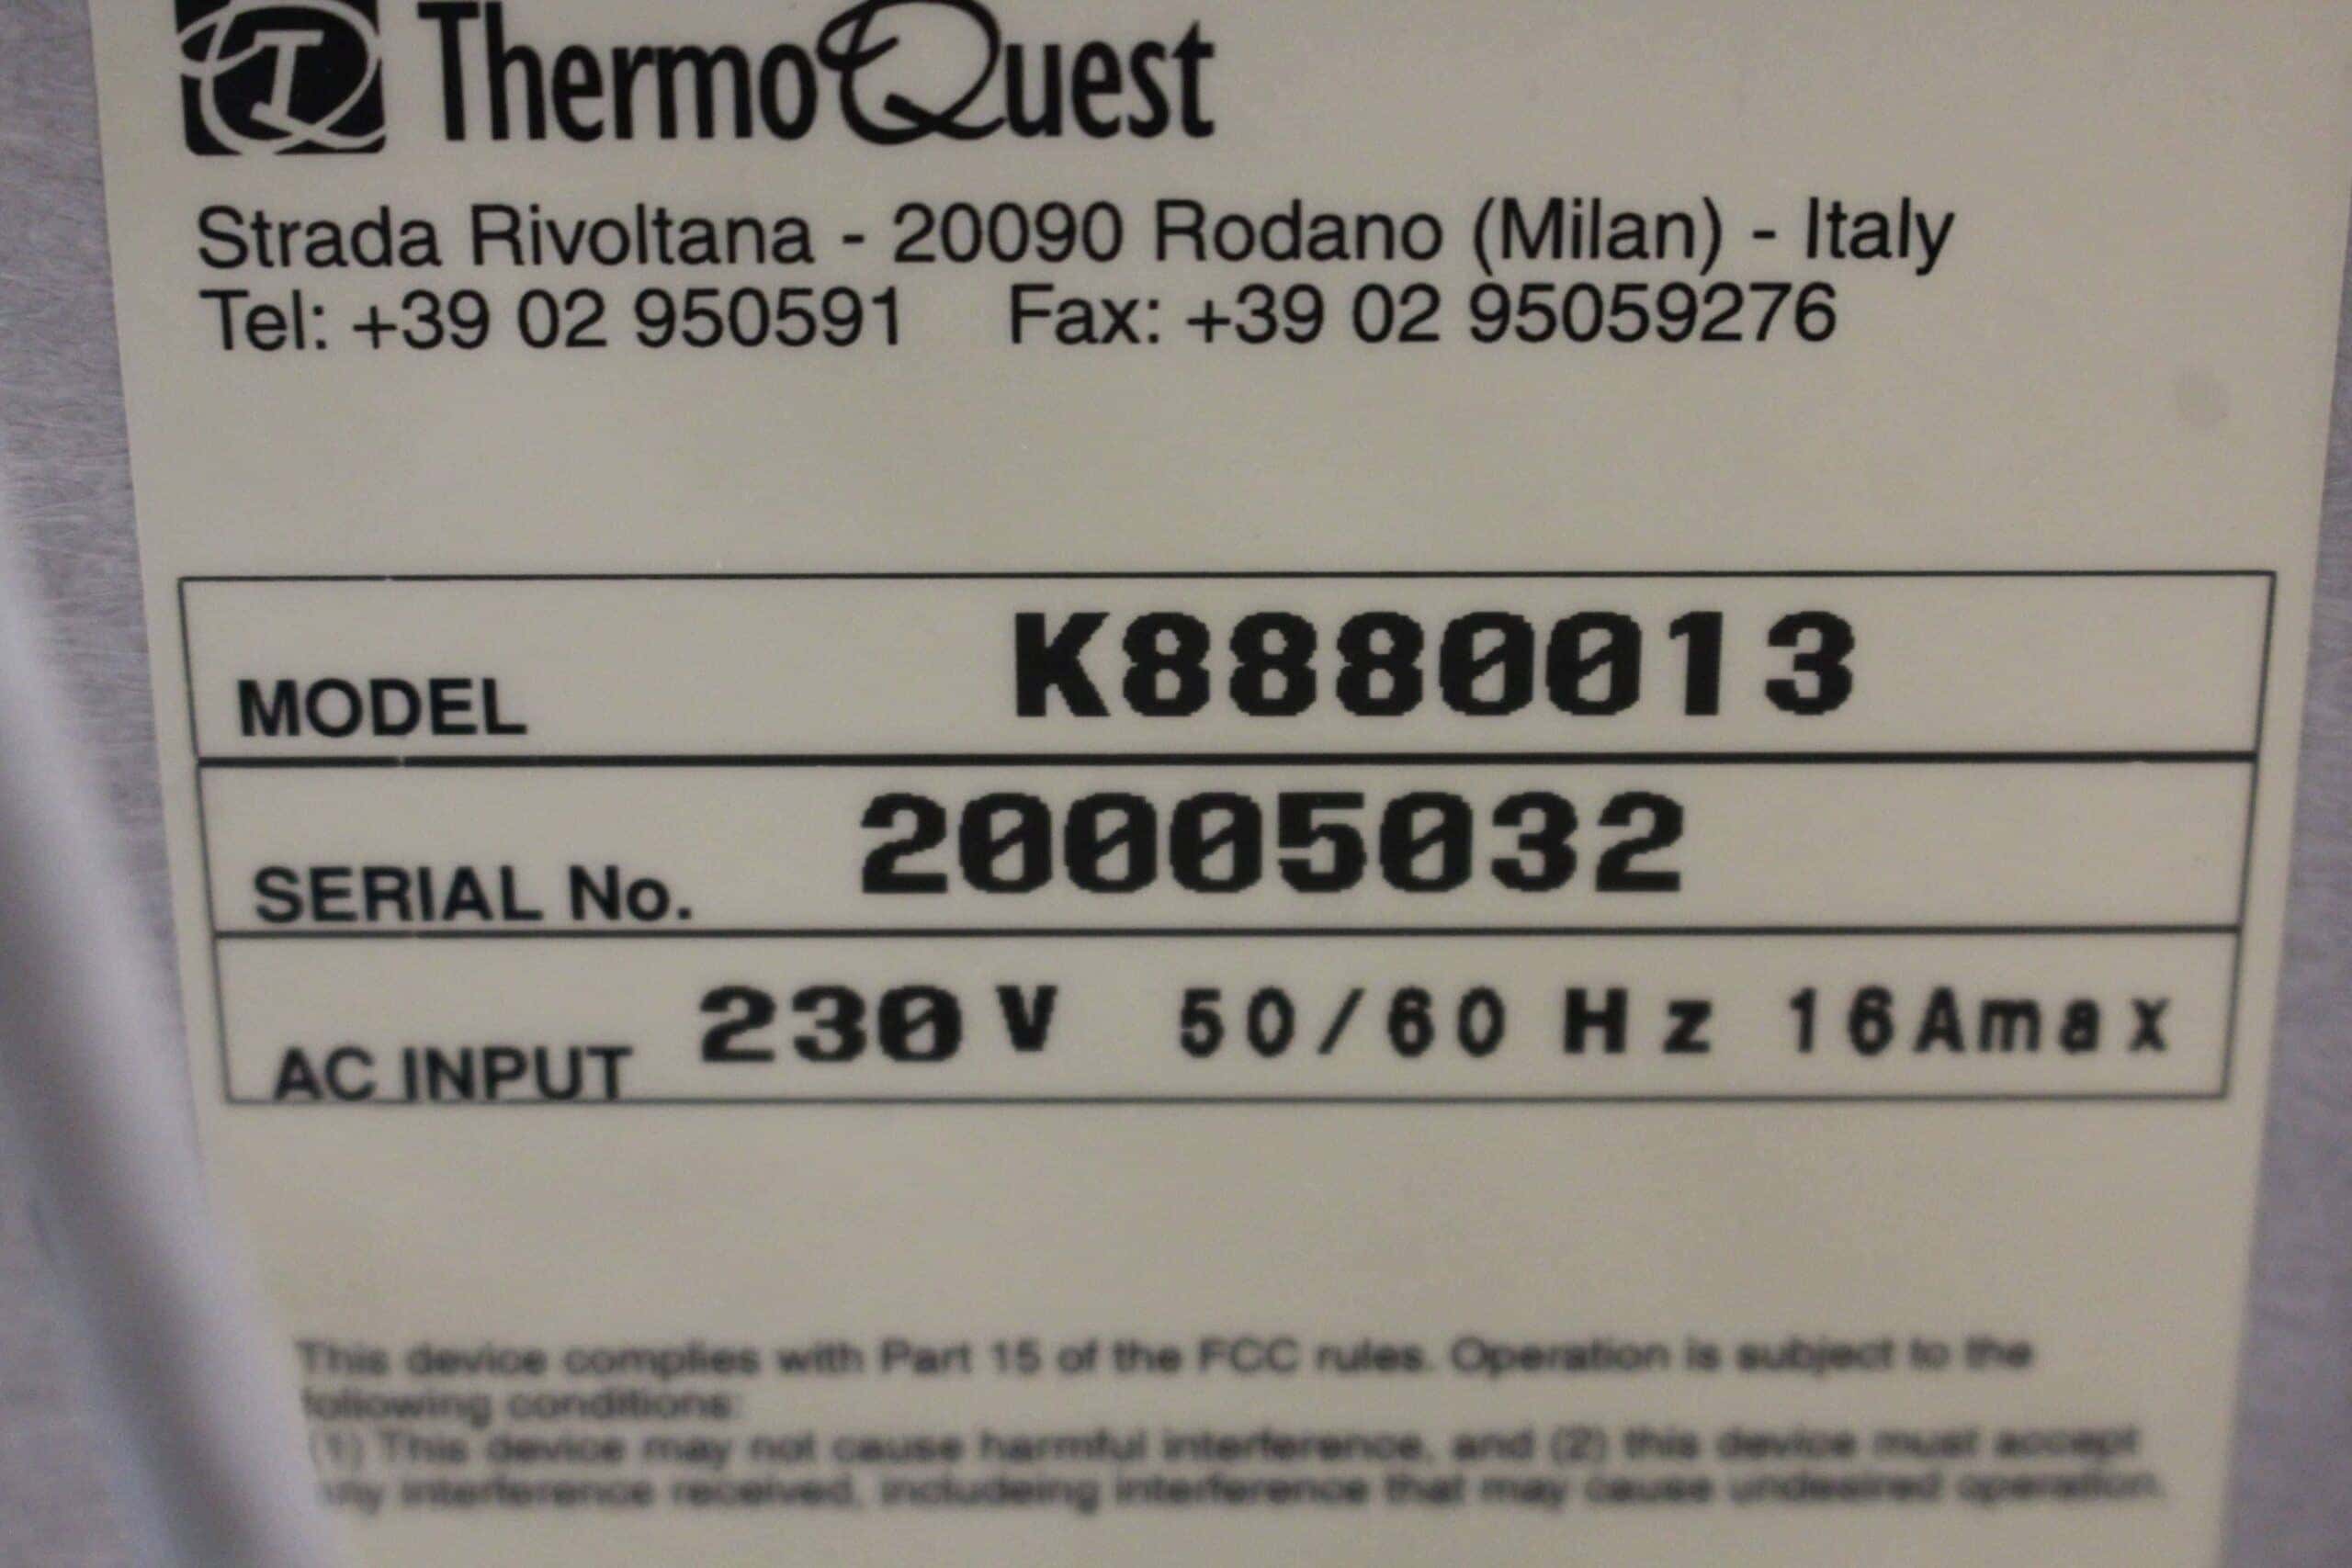 ThermoQuest
Strada Rivoltana - 20090 Rodano (Milan) - Italy
Tel: +39 02 950591 Fax: +39 02 95059276
MODEL K8880013
SERIAL No. 20005032
AC INPUT 230 V 50/60 Hz 16Amax
This device complies with Part 15 of the FCC rules. Operation is subject to the
following conditions:
(1) This device may not cause harmful interference, and (2) this device must accept
any interference received, includeing interference that may cause undesired operation.